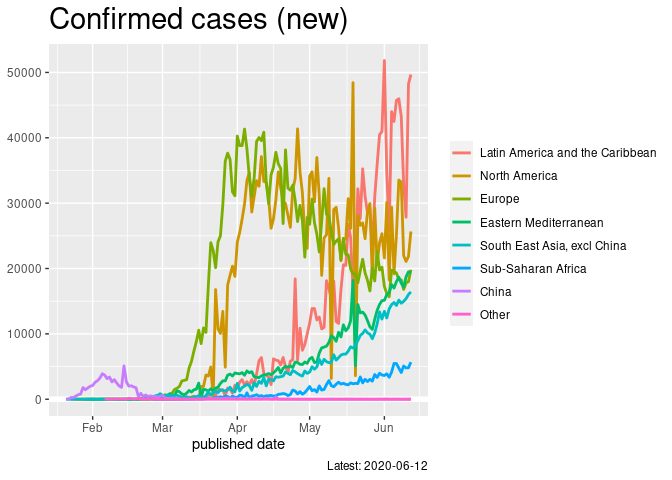 Confirmed cases (new)
50000
40000
30000
20000
10000
0
Feb Mar Apr May Jun
published date
Latin America and the Caribbean
North America
Europe
Eastern Mediterranean
South East Asia, excl China
Sub-Saharan Africa
China
Other
Latest: 2020-06-12